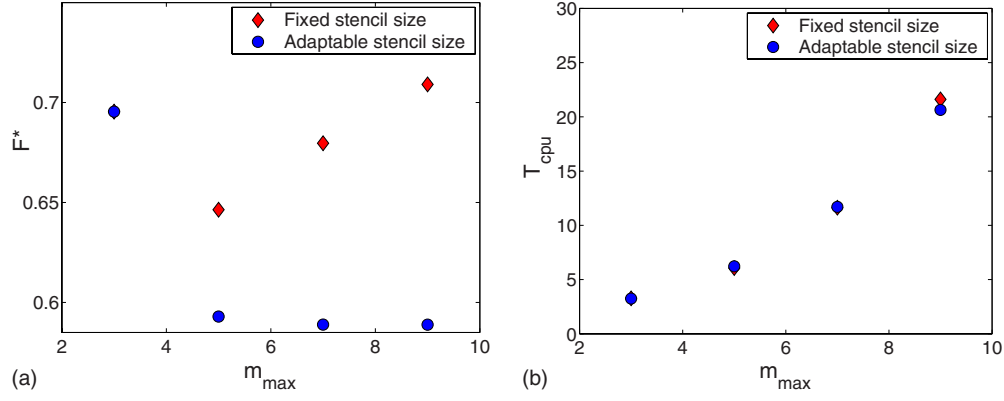 Fixed stencil size
Adaptable stencil size
0.7
0.65
0.6
F*
2
4
6
8
10
m_max
(a)
Fixed stencil size
Adaptable stencil size
30
25
20
15
10
5
0
T_cpu
2
4
6
8
10
m_max
(b)